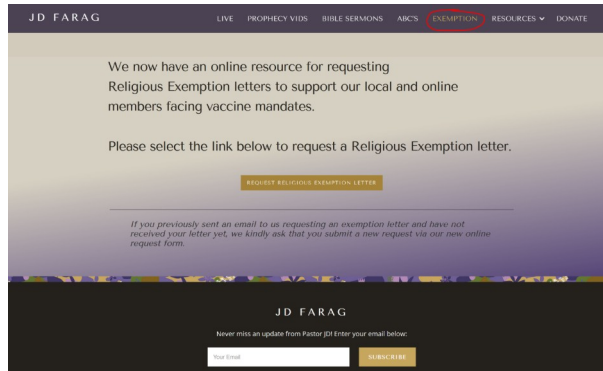 JD FARAG
LIVE PROPHECY VIDS BIBLE SERMONS ABC'S EXEMPTION RESOURCES DONATE
We now have an online resource for requesting
Religious Exemption letters to support our local and online
members facing vaccine mandates.
Please select the link below to request a Religious Exemption letter.
REQUEST RELIGIOUS EXEMPTION LETTER
If you previously sent an email to us requesting an exemption letter and have not
received your letter yet, we kindly ask that you submit a new request via our new online
request form.
JD FARAG
Never miss an update from Pastor JD! Enter your email below:
Your Email SUBSCRIBE